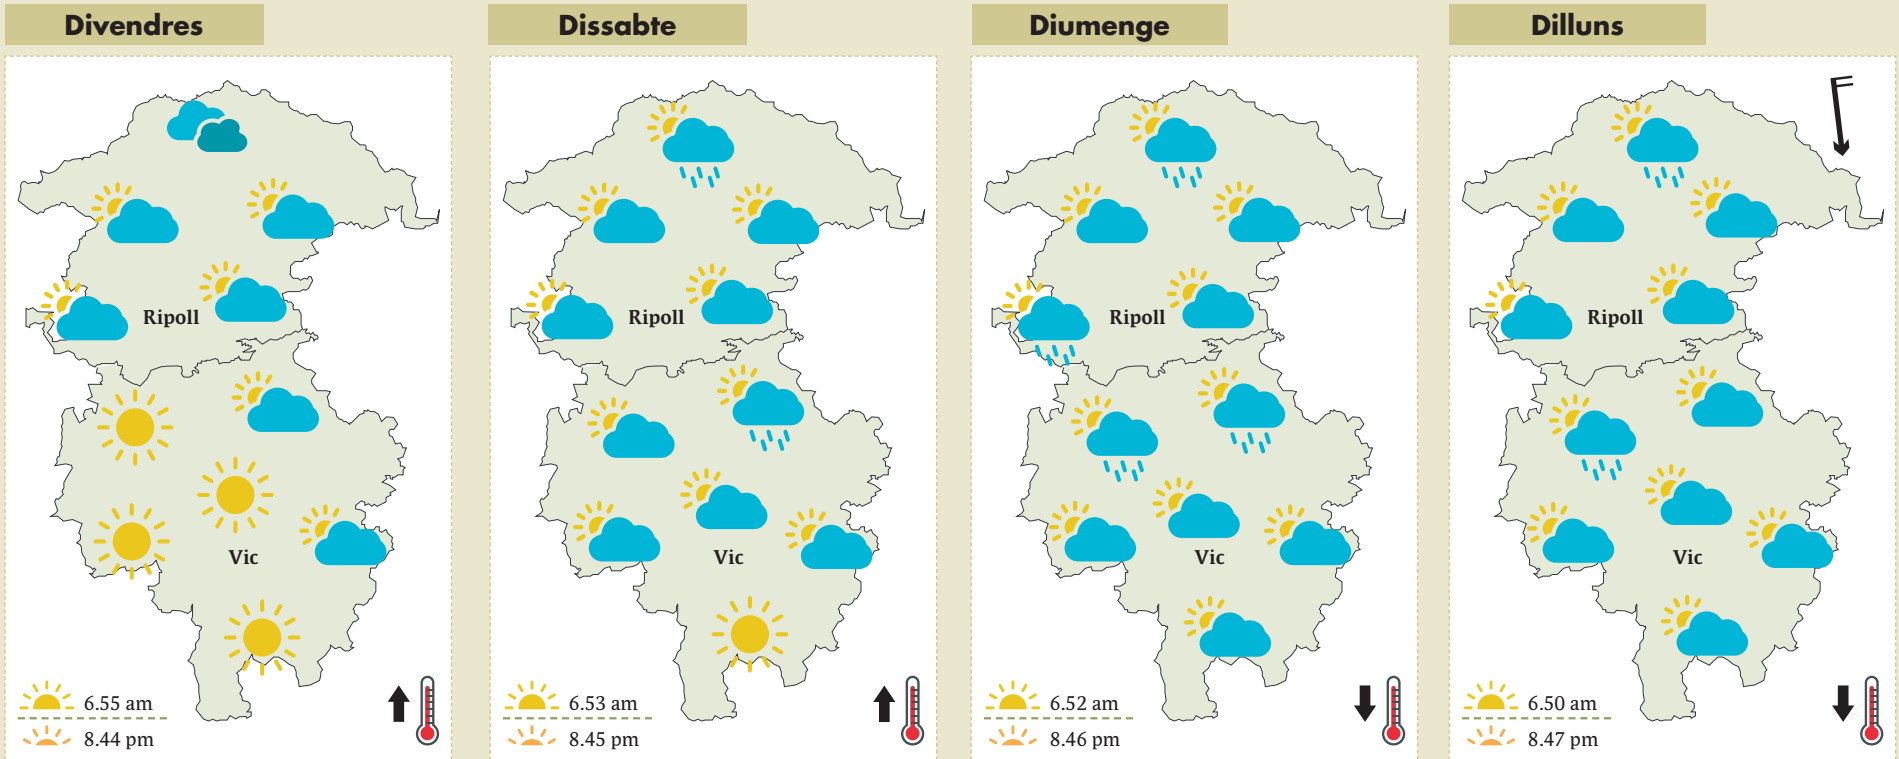 Divendres
Ripoll
Vic
6.55 am
8.44 pm
Dissabte
Ripoll
Vic
6.53 am
8.45 pm
Diumenge
Ripoll
Vic
6.52 am
8.46 pm
Dilluns
Ripoll
Vic
6.50 am
8.47 pm